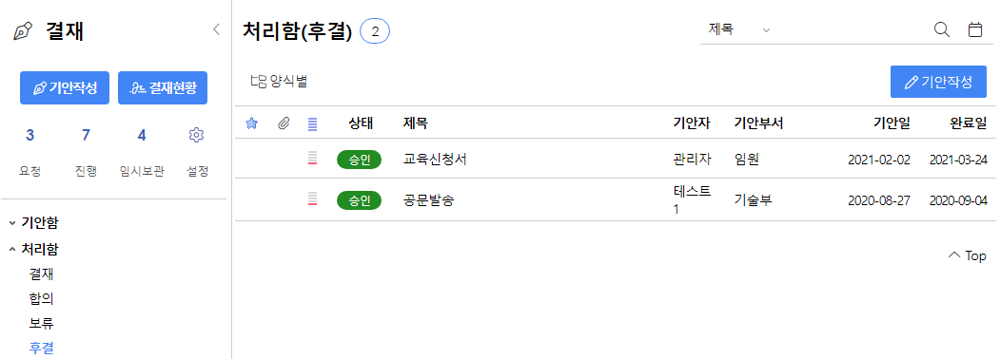 결재
기안작성 결재현황
3 7 4
요청 진행 임시보관 설정
기안함
처리함
결재
합의
보류
후결
처리함(후결) 2
제목
양식별
기안작성
상태 제목 기안자 기안부서 기안일 완료일
승인 교육신청서 관리자 임원 2021-02-02 2021-03-24
승인 공문발송 테스트1 기술부 2020-08-27 2020-09-04
Top